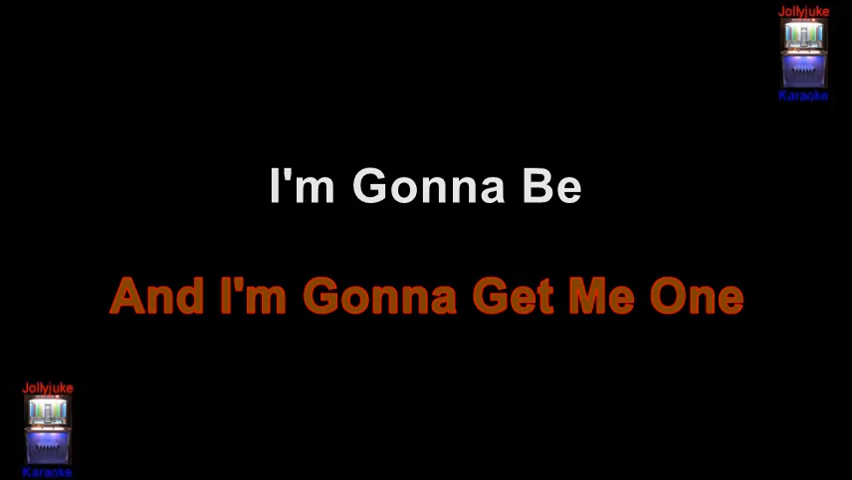 Jollyjuke
Karaoke
I'm Gonna Be
And I'm Gonna Get Me One
Jollyjuke
Karaoke